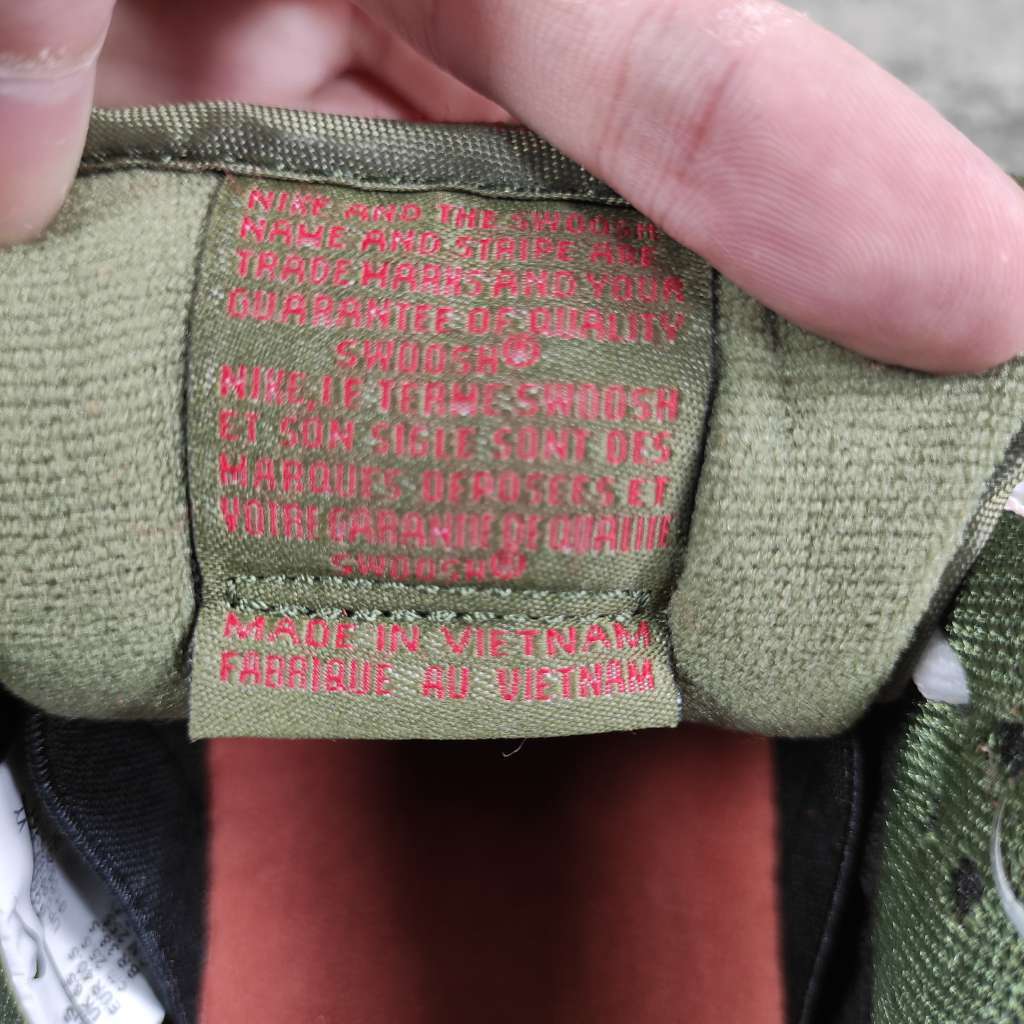 NIKE AND THE SWOOSH
NAME AND STRIPE ARE
TRADE MARKS AND YOUR
GUARANTEE OF QUALITY
SWOOSH®
NIKE, LE TERME SWOOSH
ET SON SIGLE SONT DES
MARQUES DEPOSEES ET
VOTRE GARANTIE DE QUALITE
SWOOSH®
MADE IN VIETNAM
FABRIQUE AU VIETNAM